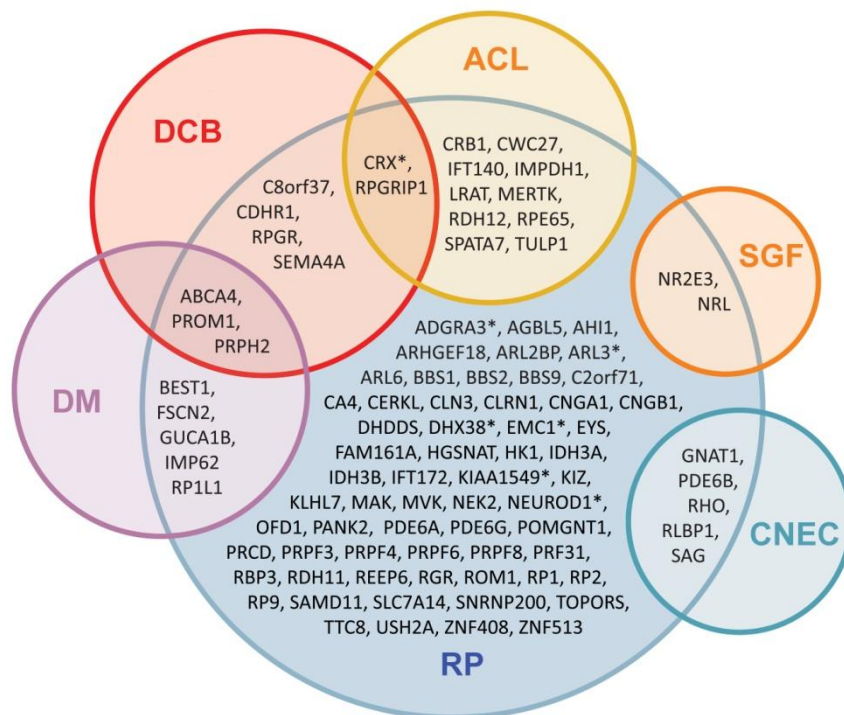 ACL
DCB
CRX*,
RPGRIP1
CRB1, CWC27,
IFT140, IMPDH1,
LRAT, MERTK,
RDH12, RPE65,
SPATA7, TULP1
C8orf37,
CDHR1,
RPGR,
SEMA4A
SGF
NR2E3,
NRL
ABCA4,
PROM1,
PRPH2
DM
BEST1,
FSCN2,
GUCA1B,
IMP62
RP1L1
ADGRA3*, AGBL5, AHI1,
ARHGEF18, ARL2BP, ARL3*,
ARL6, BBS1, BBS2, BBS9, C2orf71,
CA4, CERKL, CLN3, CLRN1, CNGA1, CNGB1,
DHDDS, DHX38*, EMC1*, EYS,
FAM161A, HGSNAT, HK1, IDH3A,
IDH3B, IFT172, KIAA1549*, KIZ,
KLHL7, MAK, MVK, NEK2, NEUROD1*,
OFD1, PANK2, PDE6A, PDE6G, POMGNT1,
PRCD, PRPF3, PRPF4, PRPF6, PRPF8, PRF31,
RBP3, RDH11, REEP6, RGR, ROM1, RP1, RP2,
RP9, SAMD11, SLC7A14, SNRNP200, TOPORS,
TTC8, USH2A, ZNF408, ZNF513
RP
GNAT1,
PDE6B,
RHO,
RLBP1,
SAG
CNEC